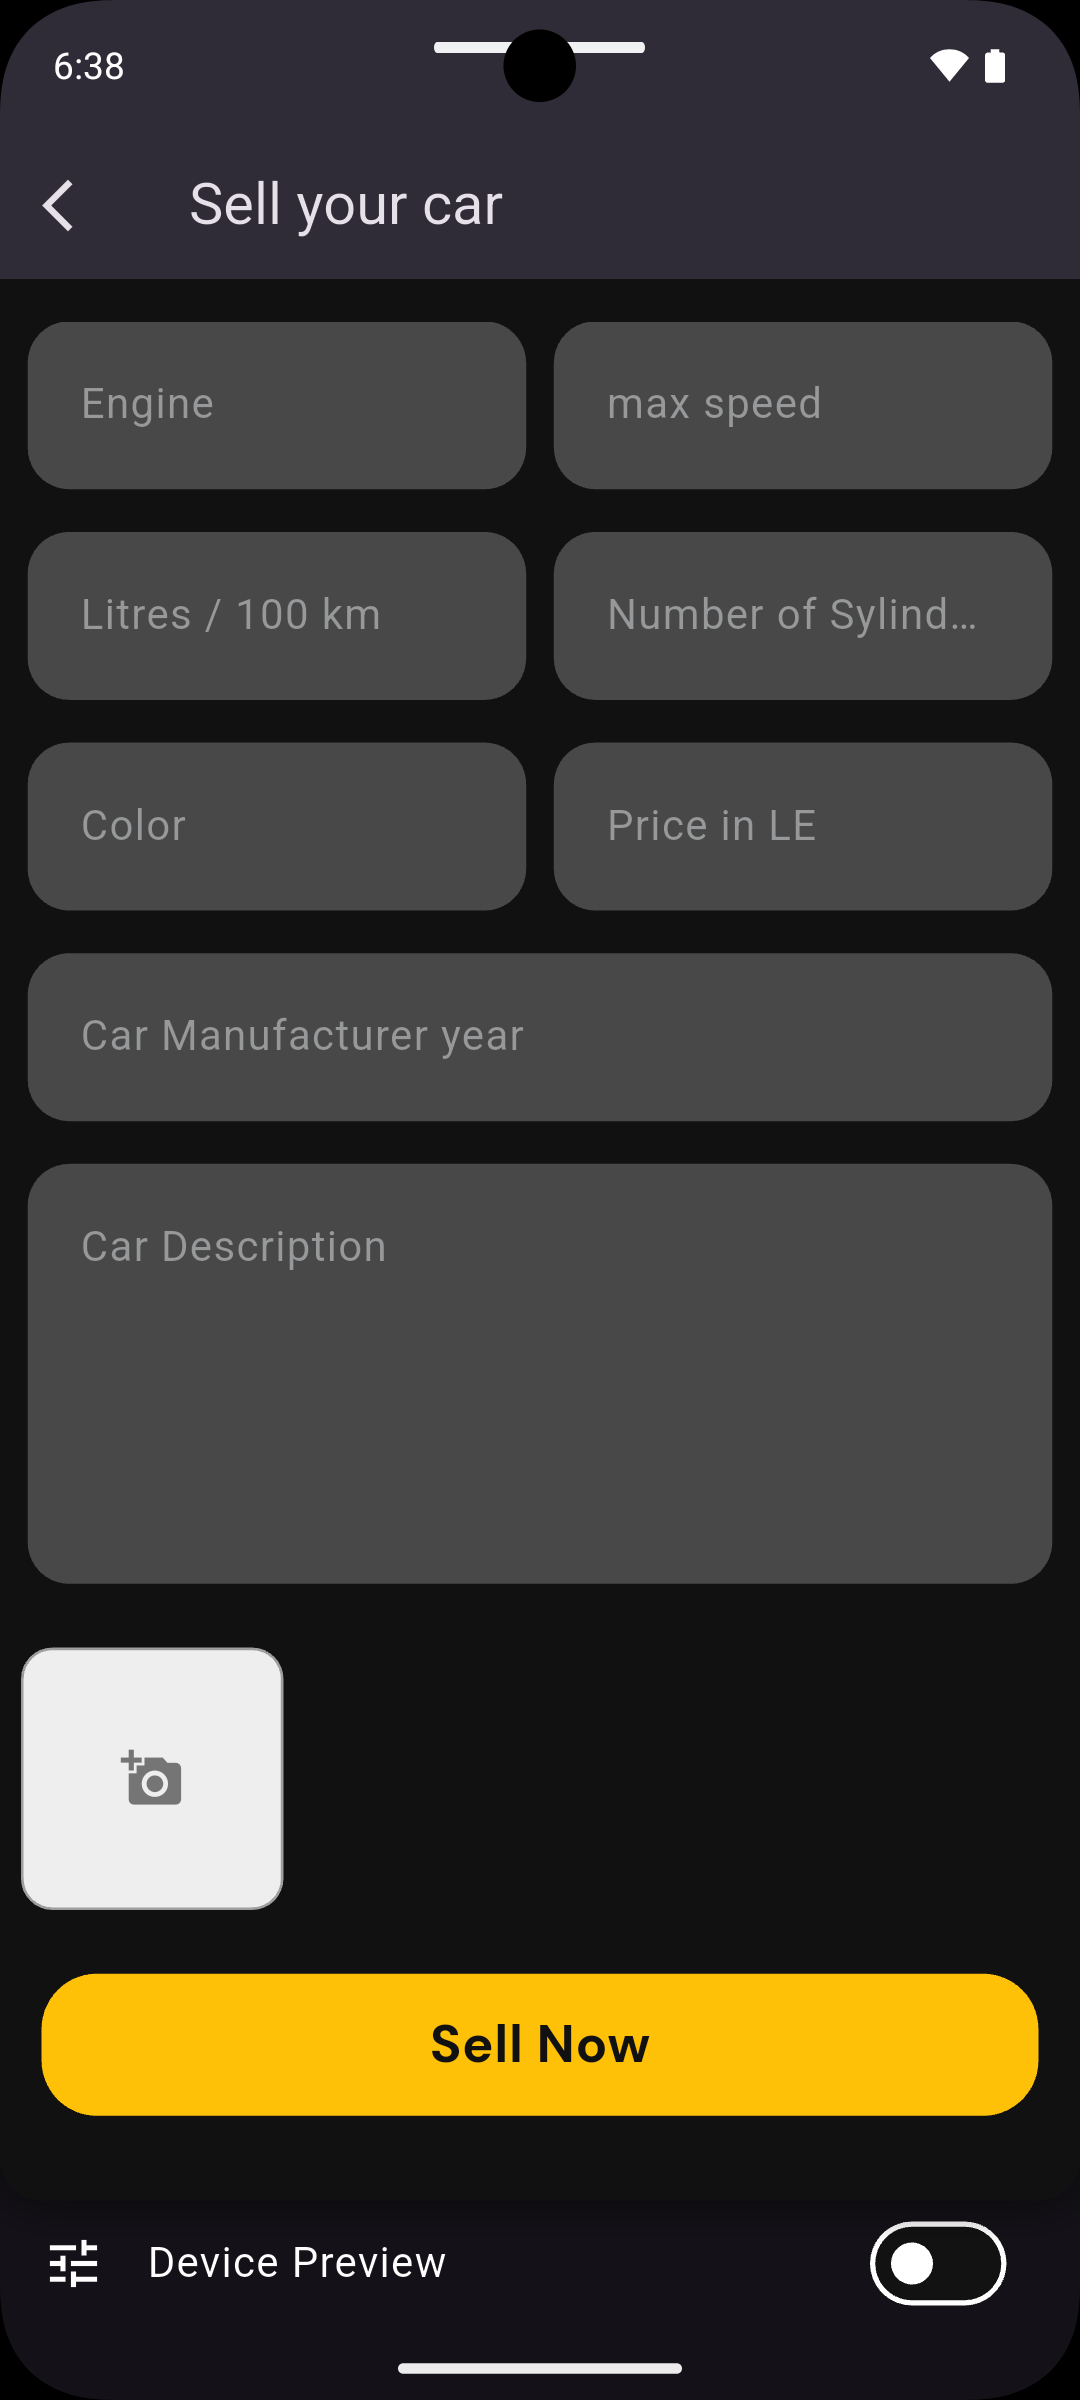 6:38
Sell your car
Engine
max speed
Litres / 100 km
Number of Sylind...
Color
Price in LE
Car Manufacturer year
Car Description
Sell Now
Device Preview